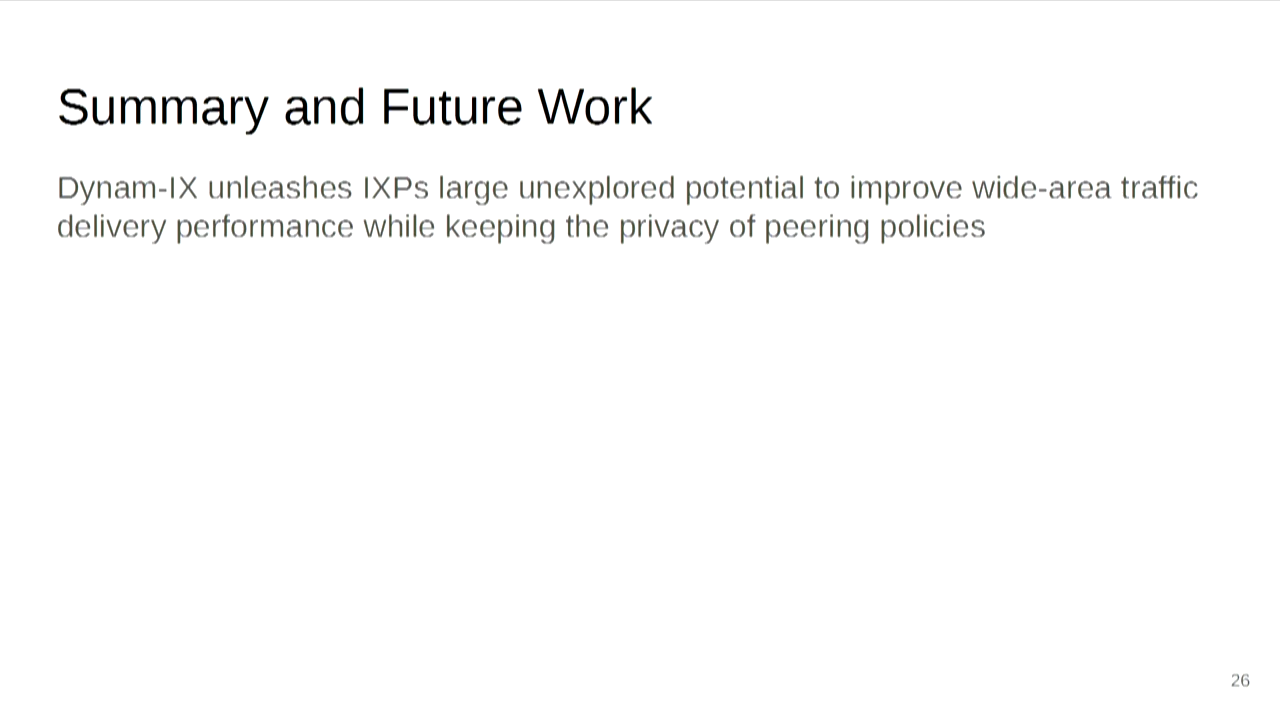 Summary and Future Work
Dynam-IX unleashes IXPs large unexplored potential to improve wide-area traffic
delivery performance while keeping the privacy of peering policies
26